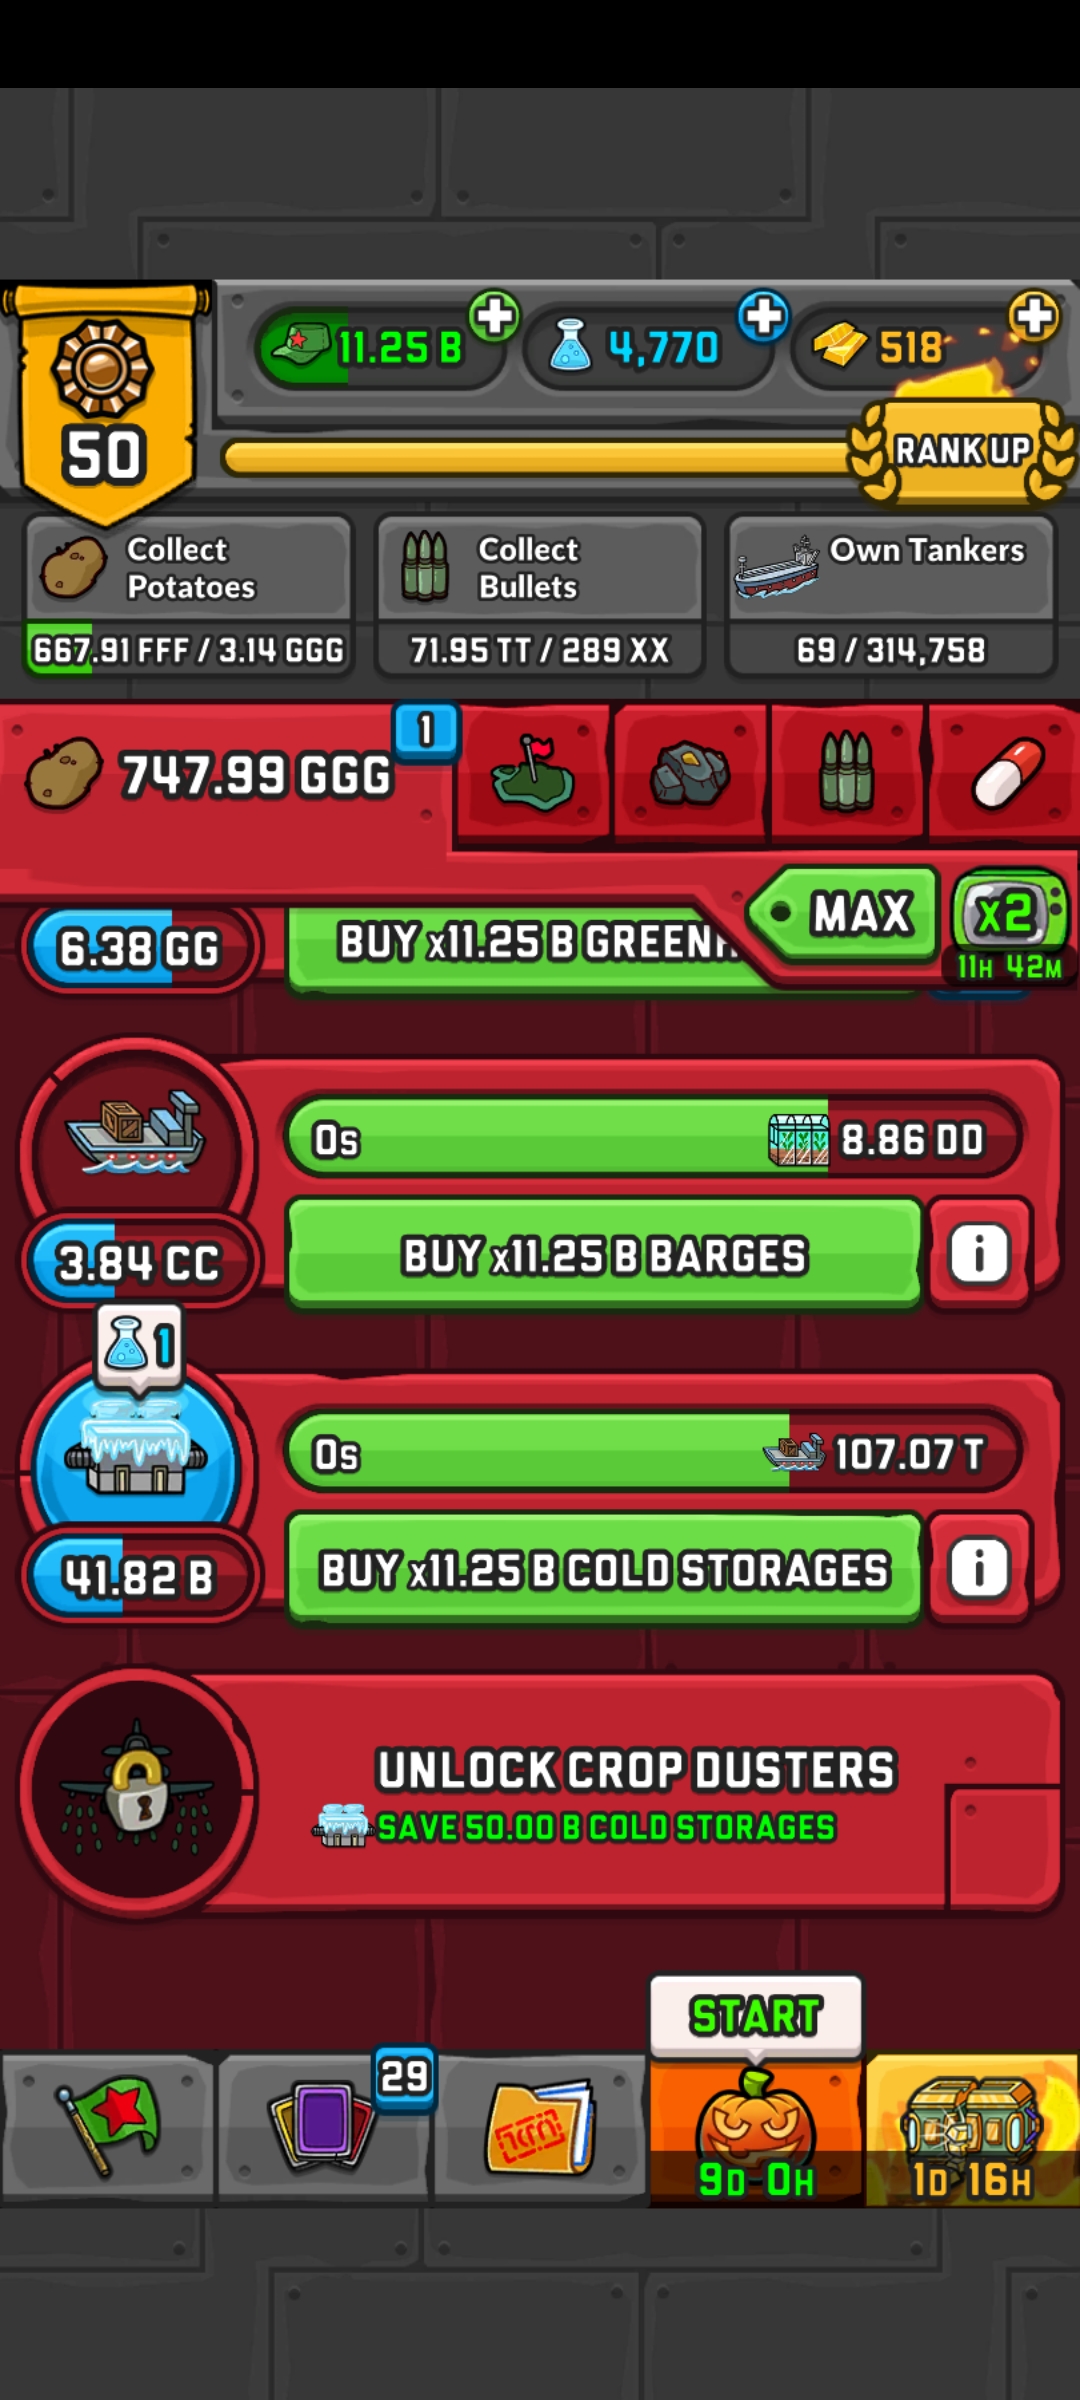 11.25 B
4,770
518
50
RANK UP
Collect
Potatoes
667.91 FFF / 3.14 GGG
Collect
Bullets
71.95 TT / 289 XX
Own Tankers
69 / 314,758
747.99 GGG
1
MAX
x2
11H 42M
6.38 GG
BUY x11.25 B
0s
8.86 DD
3.84 CC
BUY x11.25 B BARGES
i
1
0s
107.07 T
41.82 B
BUY x11.25 B COLD STORAGES
i
UNLOCK CROP DUSTERS
SAVE 50.00 B COLD STORAGES
START
29
9D 0H
1D 16H